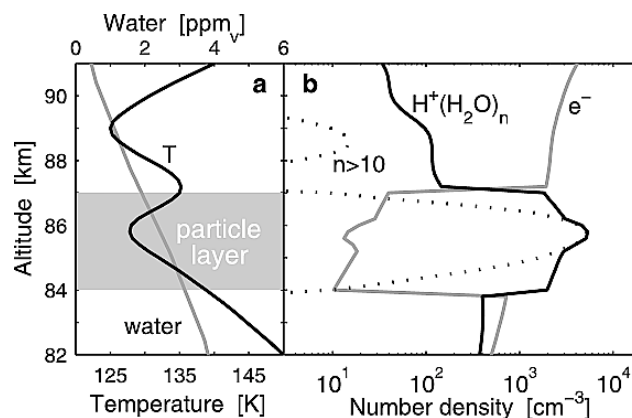 Water [ppmᵥ]
0 2 4 6
a b
90
88
86
84
82
Altitude [km]
T
particle
layer
water
H⁺(H₂O)ₙ
e⁻
n>10
125 135 145
10¹ 10² 10³ 10⁴
Temperature [K] Number density [cm⁻³]